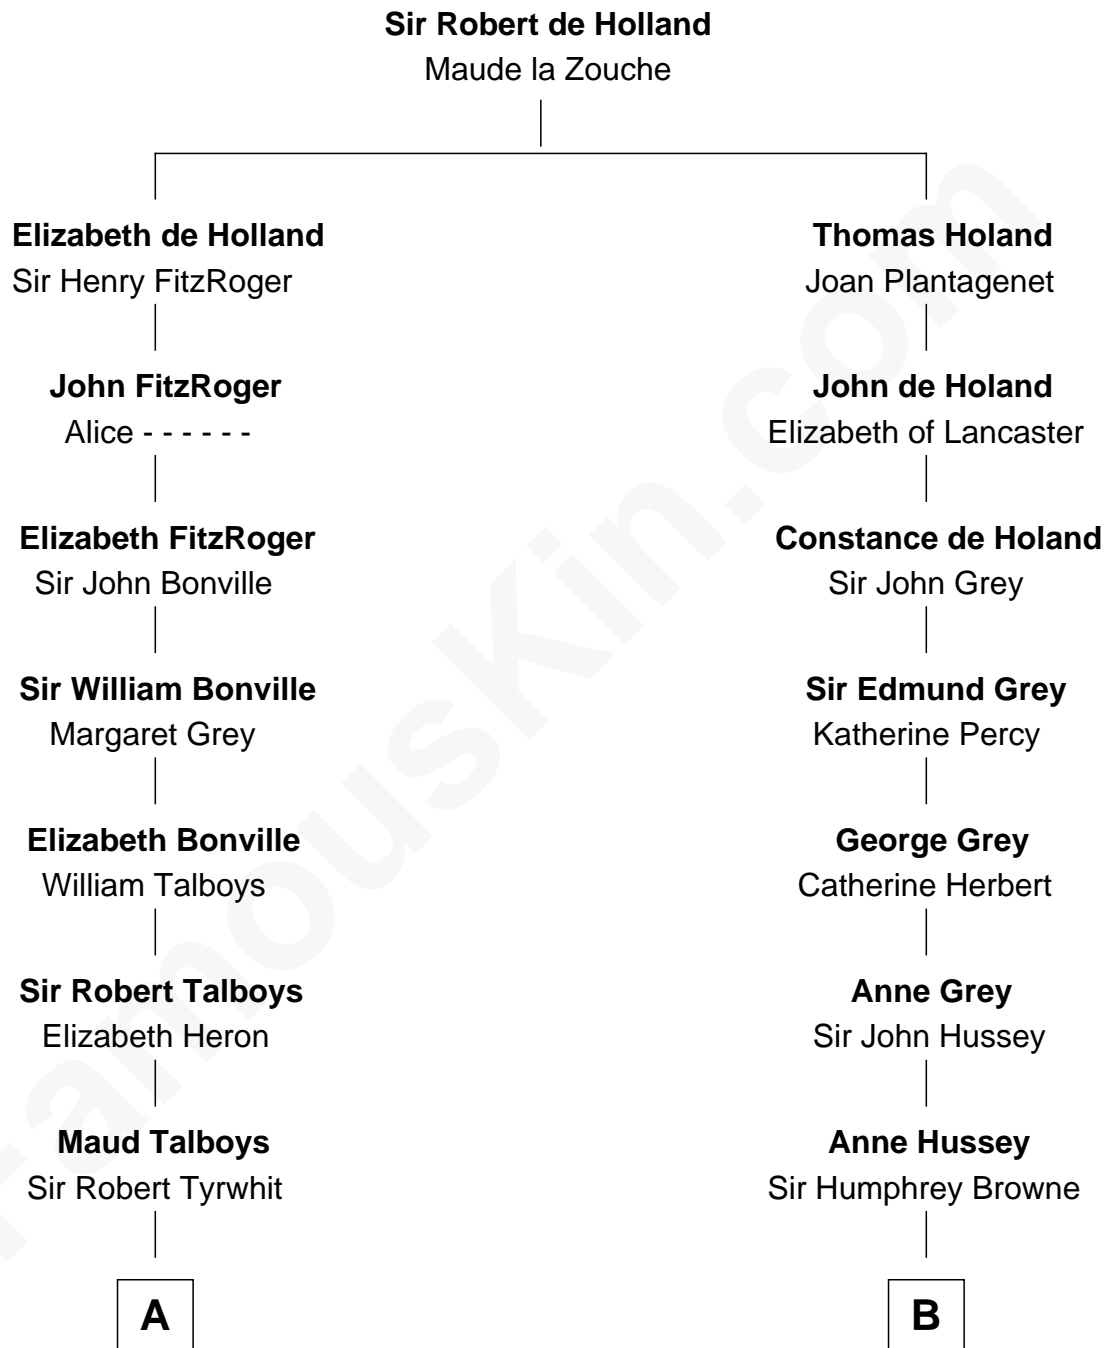 Sir Robert de Holland
Maude la Zouche
Elizabeth de Holland
Sir Henry FitzRoger
Thomas Holand
Joan Plantagenet
John FitzRoger
Alice - - - - - -
John de Holand
Elizabeth of Lancaster
Elizabeth FitzRoger
Sir John Bonville
Constance de Holand
Sir John Grey
Sir William Bonville
Margaret Grey
Sir Edmund Grey
Katherine Percy
Elizabeth Bonville
William Talboys
George Grey
Catherine Herbert
Sir Robert Talboys
Elizabeth Heron
Anne Grey
Sir John Hussey
Maud Talboys
Sir Robert Tyrwhit
Anne Hussey
Sir Humphrey Browne
A
B
FamousKin.com